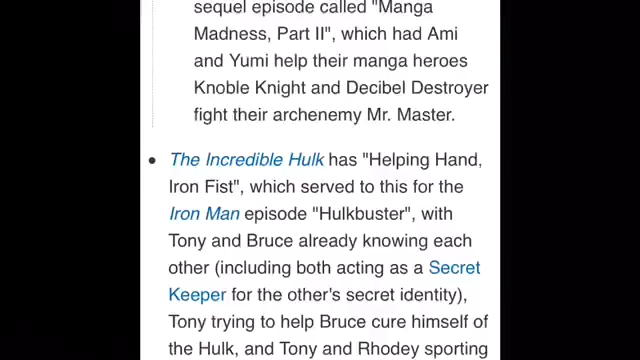 sequel episode called "Manga
Madness, Part II", which had Ami
and Yumi help their manga heroes
Knoble Knight and Decibel Destroyer
fight their archenemy Mr. Master.
• The Incredible Hulk has "Helping Hand,
Iron Fist", which served to this for the
Iron Man episode "Hulkbuster", with
Tony and Bruce already knowing each
other (including both acting as a Secret
Keeper for the other's secret identity),
Tony trying to help Bruce cure himself of
the Hulk, and Tony and Rhodey sporting